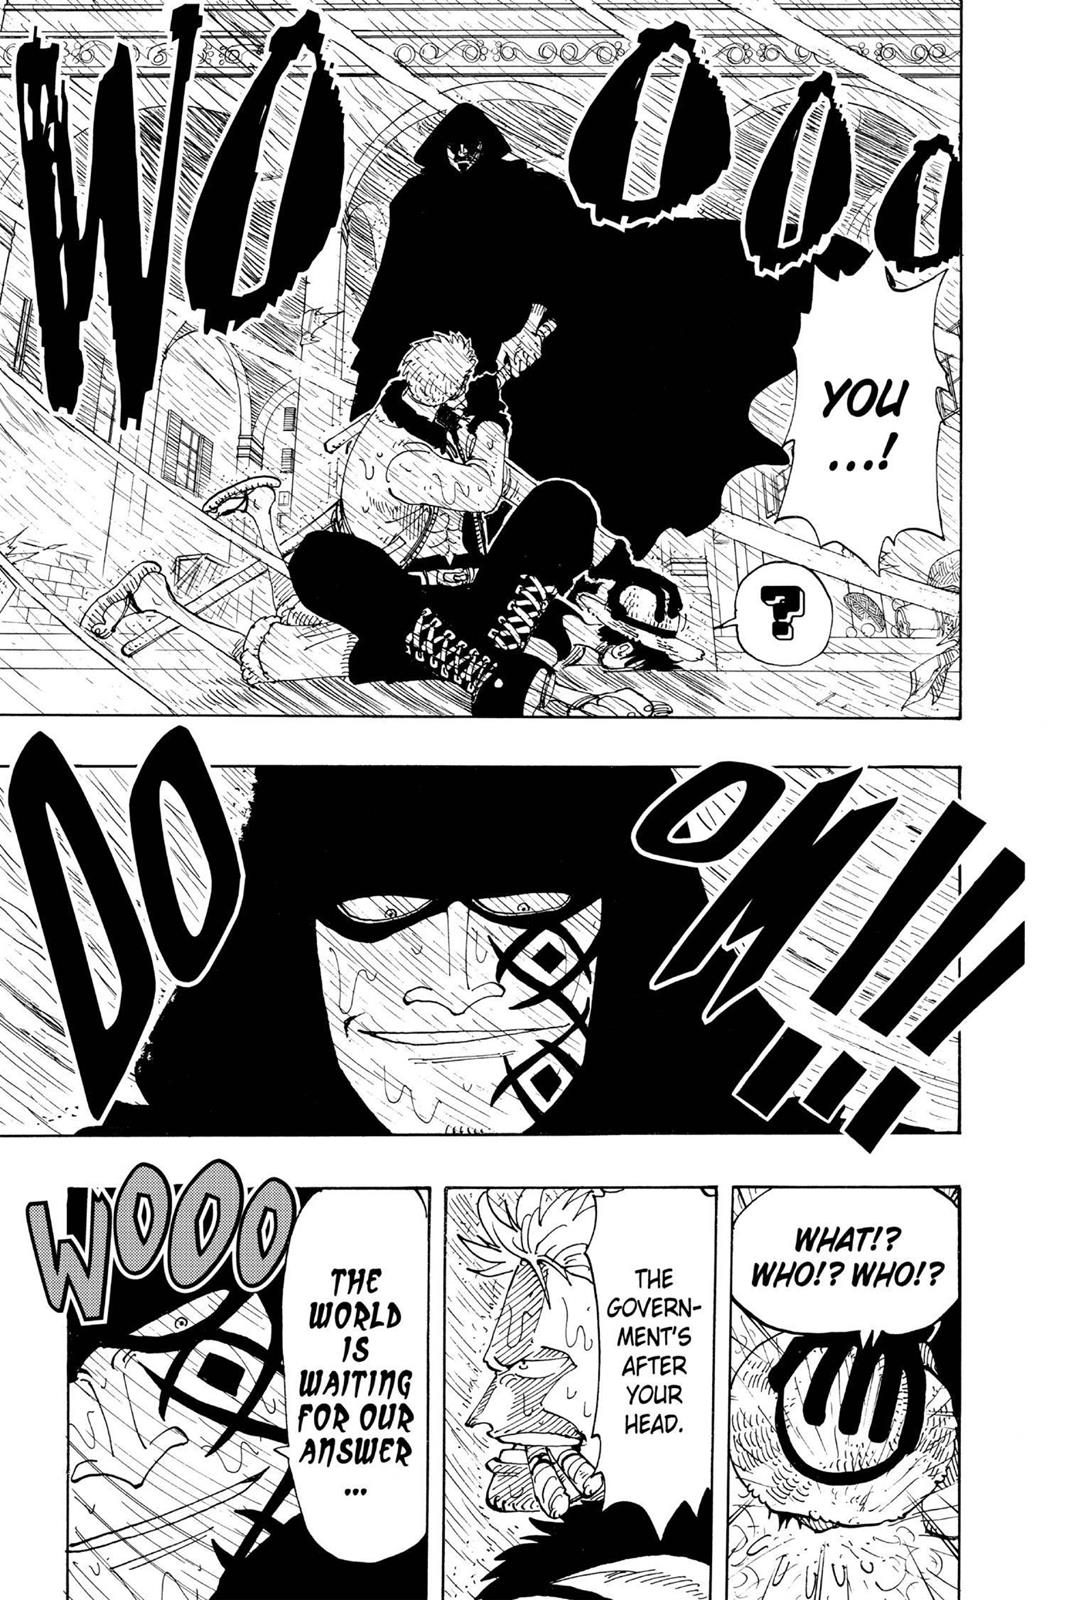 WOOOOO
YOU
...!
?
DOOM!!!
WHAT!?
WHO!? WHO!?
THE
GOVERN-
MENT'S
AFTER
YOUR
HEAD.
THE
WORLD
IS
WAITING
FOR OUR
ANSWER
...
WOOO